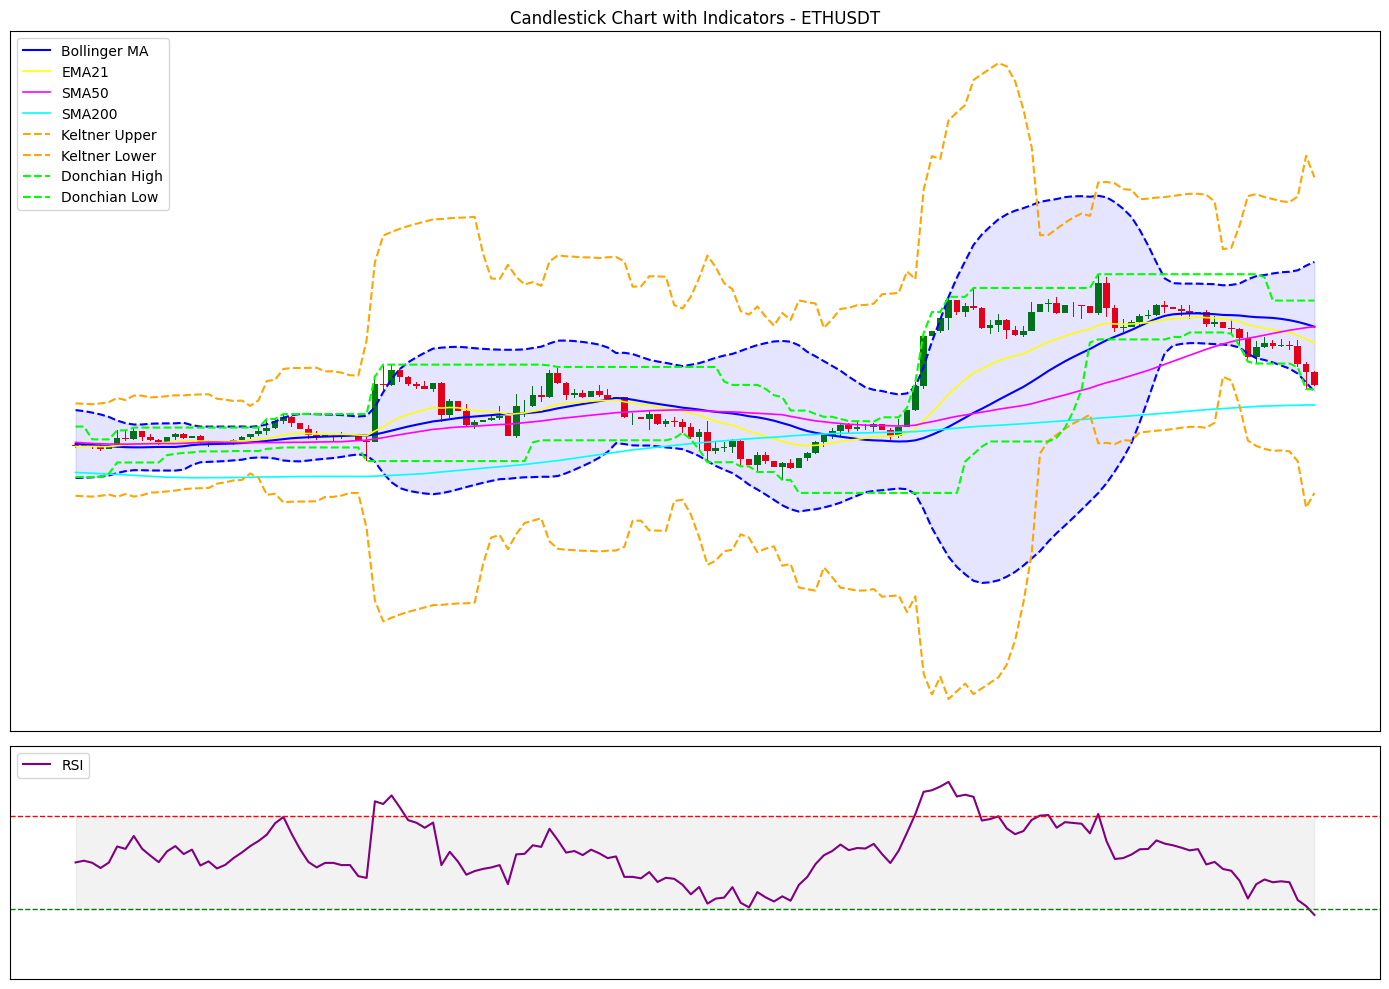 Candlestick Chart with Indicators - ETHUSDT
Bollinger MA
EMA21
SMA50
SMA200
Keltner Upper
Keltner Lower
Donchian High
Donchian Low
RSI